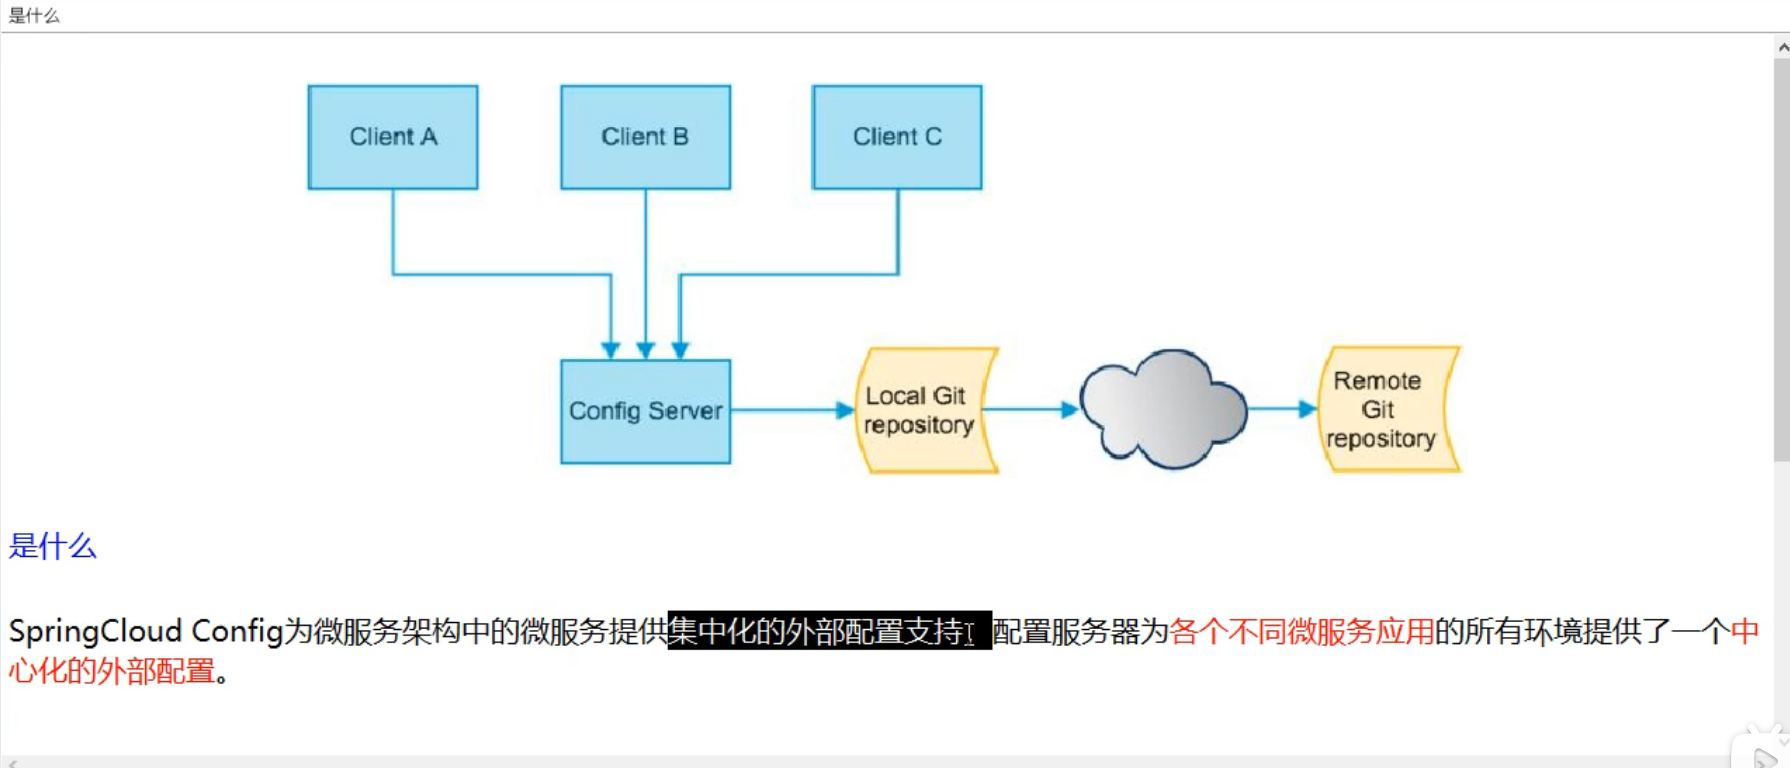 是什么
Client A
Client B
Client C
Config Server
Local Git
repository
Remote
Git
repository
是什么
SpringCloud Config为微服务架构中的微服务提供集中化的外部配置支持，配置服务器为各个不同微服务应用的所有环境提供了一个中
心化的外部配置。